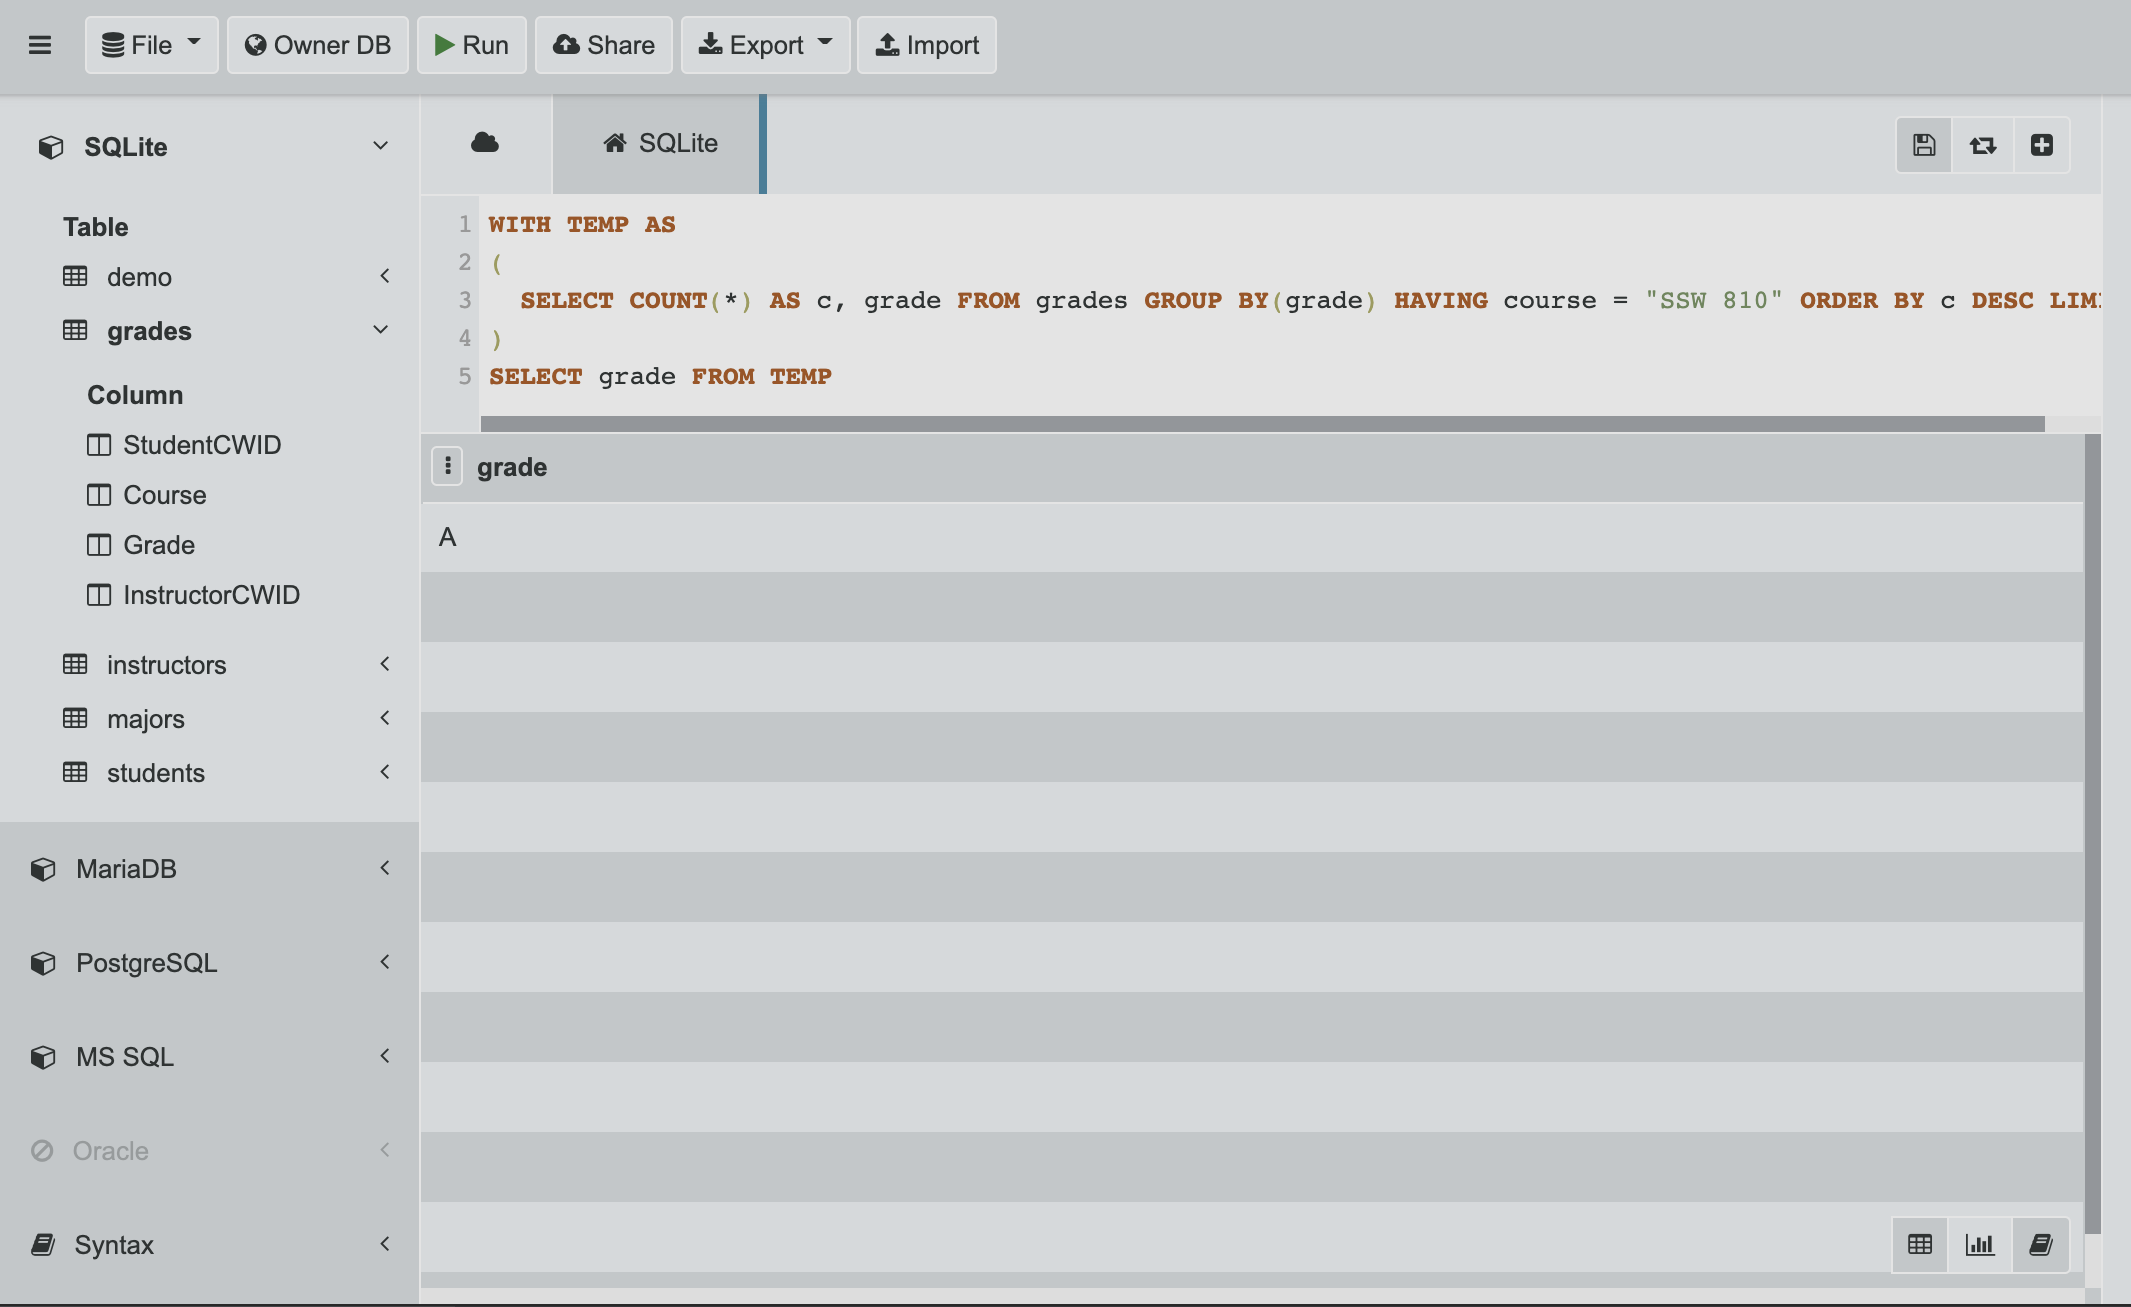 File Owner DB Run Share Export Import
SQLite
Table
demo
grades
Column
StudentCWID
Course
Grade
InstructorCWID
instructors
majors
students
MariaDB
PostgreSQL
MS SQL
Oracle
Syntax
SQLite
1 WITH TEMP AS
2 (
3 SELECT COUNT(*) AS c, grade FROM grades GROUP BY(grade) HAVING course = "SSW 810" ORDER BY c DESC
4 )
5 SELECT grade FROM TEMP
grade
A